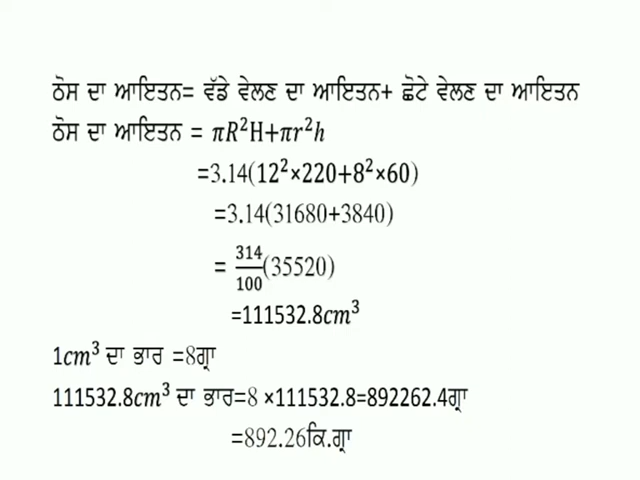 ਠੋਸ ਦਾ ਆਇਤਨ= ਵੱਡੇ ਵੇਲਣ ਦਾ ਆਇਤਨ+ ਛੋਟੇ ਵੇਲਣ ਦਾ ਆਇਤਨ
ਠੋਸ ਦਾ ਆਇਤਨ = πR²H+πr²h
=3.14(12²×220+8²×60)
=3.14(31680+3840)
= 314/100(35520)
=111532.8cm³
1cm³ ਦਾ ਭਾਰ =8ਗ੍ਰਾ
111532.8cm³ ਦਾ ਭਾਰ=8 ×111532.8=892262.4ਗ੍ਰਾ
=892.26ਕਿ.ਗ੍ਰਾ